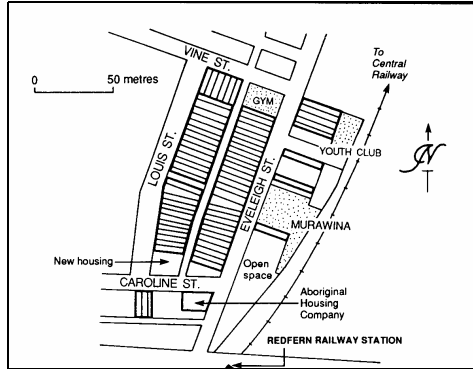 VINE ST.
To
Central
Railway
0 50 metres
GYM
YOUTH CLUB
N
LOUIS ST.
EVELEIGH ST.
MURAWINA
New housing
Open
space
CAROLINE ST.
Aboriginal
Housing
Company
REDFERN RAILWAY STATION